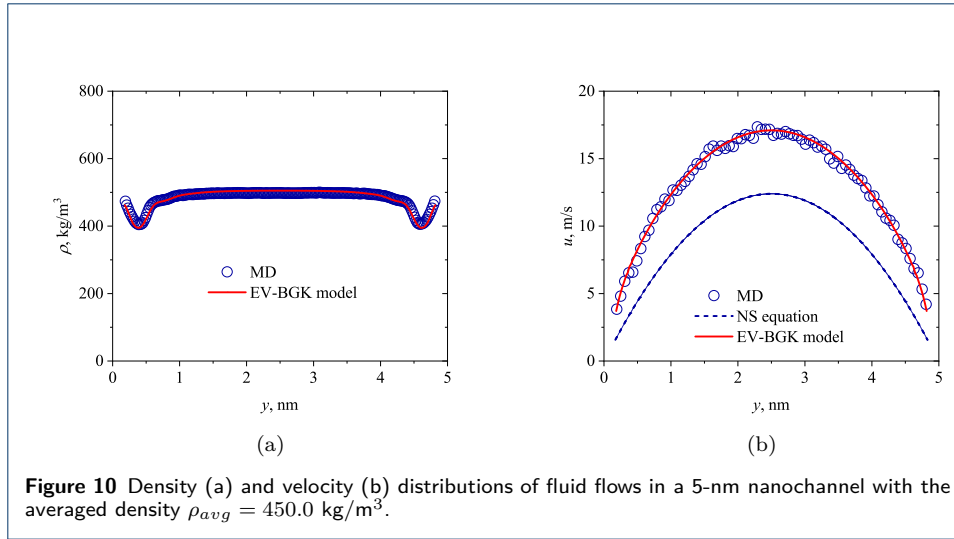 800
600
400
200
0
ρ, kg/m³
MD
EV-BGK model
0 1 2 3 4 5
y, nm
(a)
20
15
10
5
0
u, m/s
MD
NS equation
EV-BGK model
0 1 2 3 4 5
y, nm
(b)
Figure 10 Density (a) and velocity (b) distributions of fluid flows in a 5-nm nanochannel with the
averaged density ρavg = 450.0 kg/m³.